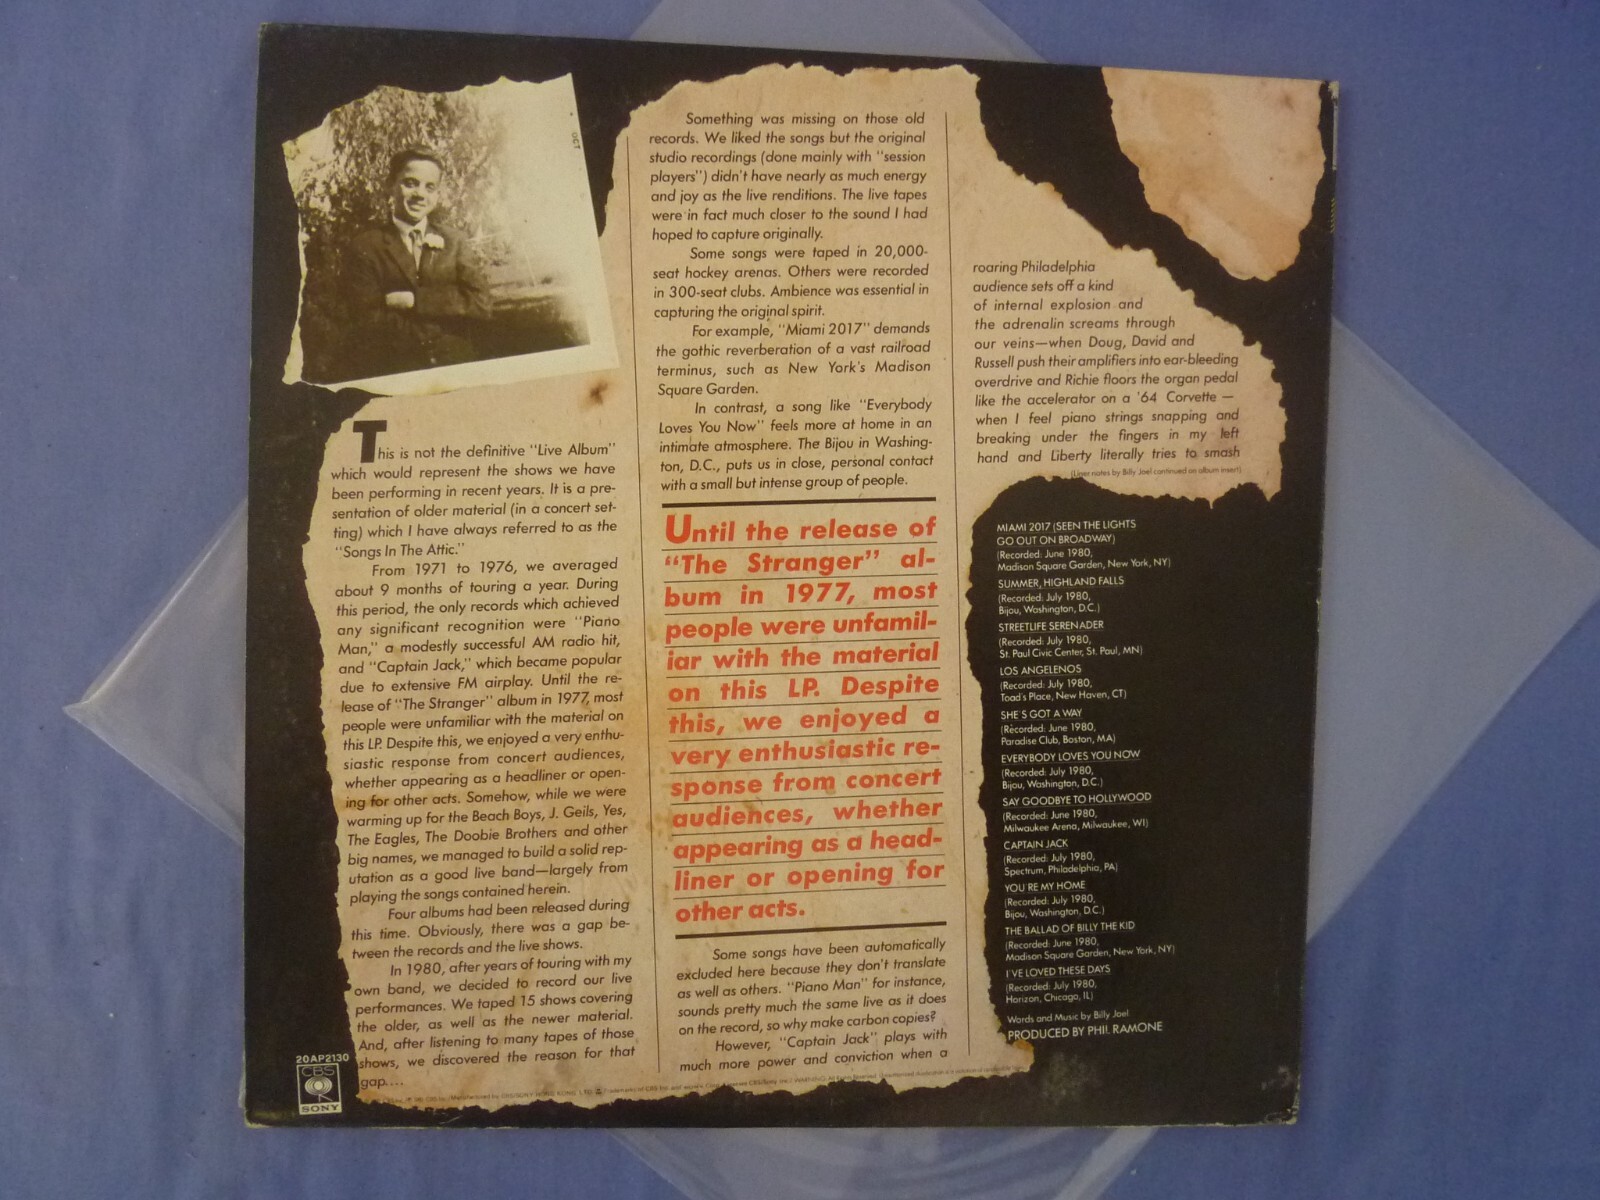 OCT
This is not the definitive "Live Album"
which would represent the shows we have
been performing in recent years. It is a pre-
sentation of older material (in a concert set-
ting) which I have always referred to as the
"Songs In The Attic."
From 1971 to 1976, we averaged
about 9 months of touring a year. During
this period, the only records which achieved
any significant recognition were "Piano
Man," a modestly successful AM radio hit,
and "Captain Jack," which became popular
due to extensive FM airplay. Until the re-
lease of "The Stranger" album in 1977, most
people were unfamiliar with the material on
this LP. Despite this, we enjoyed a very enthu-
siastic response from concert audiences,
whether appearing as a headliner or open-
ing for other acts. Somehow, while we were
warming up for the Beach Boys, J. Geils, Yes,
The Eagles, The Doobie Brothers and other
big names, we managed to build a solid rep-
utation as a good live band—largely from
playing the songs contained herein.
Four albums had been released during
this time. Obviously, there was a gap be-
tween the records and the live shows.
In 1980, after years of touring with my
own band, we decided to record our live
performances. We taped 15 shows covering
the older, as well as the newer material.
And, after listening to many tapes of those
shows, we discovered the reason for that
gap....
Something was missing on those old
records. We liked the songs but the original
studio recordings (done mainly with "session
players") didn't have nearly as much energy
and joy as the live renditions. The live tapes
were in fact much closer to the sound I had
hoped to capture originally.
Some songs were taped in 20,000-
seat hockey arenas. Others were recorded
in 300-seat clubs. Ambience was essential in
capturing the original spirit.
For example, "Miami 2017" demands
the gothic reverberation of a vast railroad
terminus, such as New York's Madison
Square Garden.
In contrast, a song like "Everybody
Loves You Now" feels more at home in an
intimate atmosphere. The Bijou in Washing-
ton, D.C., puts us in close, personal contact
with a small but intense group of people.
Until the release of
"The Stranger" al-
bum in 1977, most
people were unfamil-
iar with the material
on this LP. Despite
this, we enjoyed a
very enthusiastic re-
sponse from concert
audiences, whether
appearing as a head-
liner or opening for
other acts.
Some songs have been automatically
excluded here because they don't translate
as well as others. "Piano Man" for instance,
sounds pretty much the same live as it does
on the record, so why make carbon copies?
However, "Captain Jack" plays with
much more power and conviction when a
roaring Philadelphia
audience sets off a kind
of internal explosion and
the adrenalin screams through
our veins—when Doug, David and
Russell push their amplifiers into ear-bleeding
overdrive and Richie floors the organ pedal
like the accelerator on a '64 Corvette —
when I feel piano strings snapping and
breaking under the fingers in my left
hand and Liberty literally tries to smash
(Liner notes by Billy Joel continued on album insert)
MIAMI 2017 (SEEN THE LIGHTS
GO OUT ON BROADWAY)
(Recorded: June 1980,
Madison Square Garden, New York, NY)
SUMMER, HIGHLAND FALLS
(Recorded: July 1980,
Bijou, Washington, D.C.)
STREETLIFE SERENADER
(Recorded: July 1980,
St. Paul Civic Center, St. Paul, MN)
LOS ANGELENOS
(Recorded: July 1980,
Toad's Place, New Haven, CT)
SHE'S GOT A WAY
(Recorded: June 1980,
Paradise Club, Boston, MA)
EVERYBODY LOVES YOU NOW
(Recorded: July 1980,
Bijou, Washington, D.C.)
SAY GOODBYE TO HOLLYWOOD
(Recorded: June 1980,
Milwaukee Arena, Milwaukee, WI)
CAPTAIN JACK
(Recorded: July 1980,
Spectrum, Philadelphia, PA)
YOU'RE MY HOME
(Recorded: July 1980,
Bijou, Washington, D.C.)
THE BALLAD OF BILLY THE KID
(Recorded: June 1980,
Madison Square Garden, New York, NY)
I'VE LOVED THESE DAYS
(Recorded: July 1980,
Horizon, Chicago, IL)
Words and Music by Billy Joel
PRODUCED BY PHIL RAMONE
20AP2130
CBS
SONY